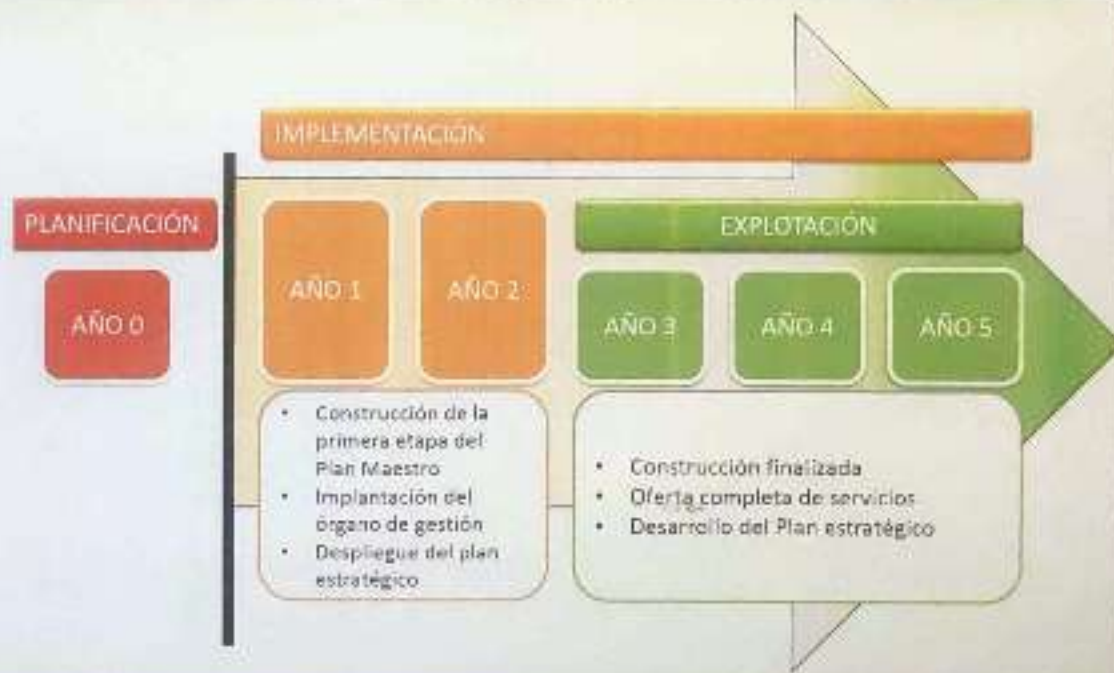 IMPLEMENTACIÓN
PLANIFICACIÓN
EXPLOTACIÓN
AÑO 0
AÑO 1
AÑO 2
AÑO 3
AÑO 4
AÑO 5
• Construcción de la
primera etapa del
Plan Maestro
• Implantación del
órgano de gestión
• Despliegue del plan
estratégico
• Construcción finalizada
• Oferta completa de servicios
• Desarrollo del Plan estratégico